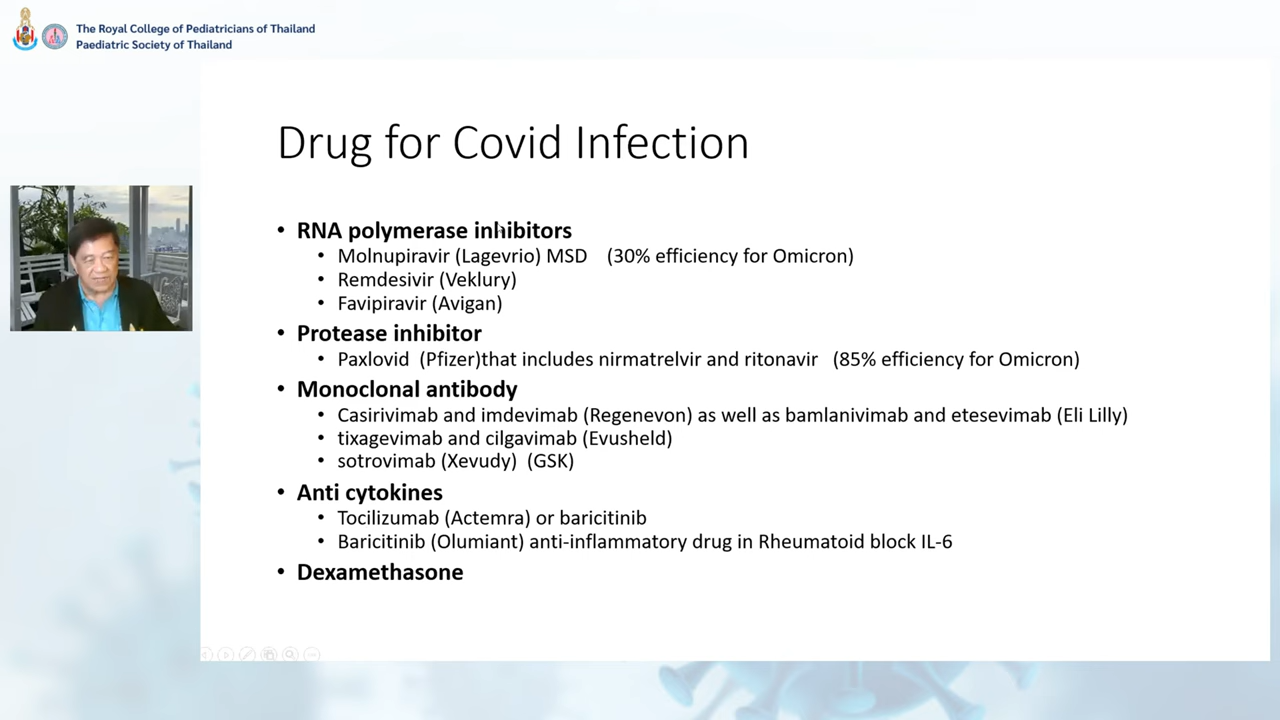 The Royal College of Pediatricians of Thailand
Paediatric Society of Thailand
Drug for Covid Infection
• RNA polymerase inhibitors
• Molnupiravir (Lagevrio) MSD (30% efficiency for Omicron)
• Remdesivir (Veklury)
• Favipiravir (Avigan)
• Protease inhibitor
• Paxlovid (Pfizer)that includes nirmatrelvir and ritonavir (85% efficiency for Omicron)
• Monoclonal antibody
• Casirivimab and imdevimab (Regenevon) as well as bamlanivimab and etesevimab (Eli Lilly)
• tixagevimab and cilgavimab (Evusheld)
• sotrovimab (Xevudy) (GSK)
• Anti cytokines
• Tocilizumab (Actemra) or baricitinib
• Baricitinib (Olumiant) anti-inflammatory drug in Rheumatoid block IL-6
• Dexamethasone